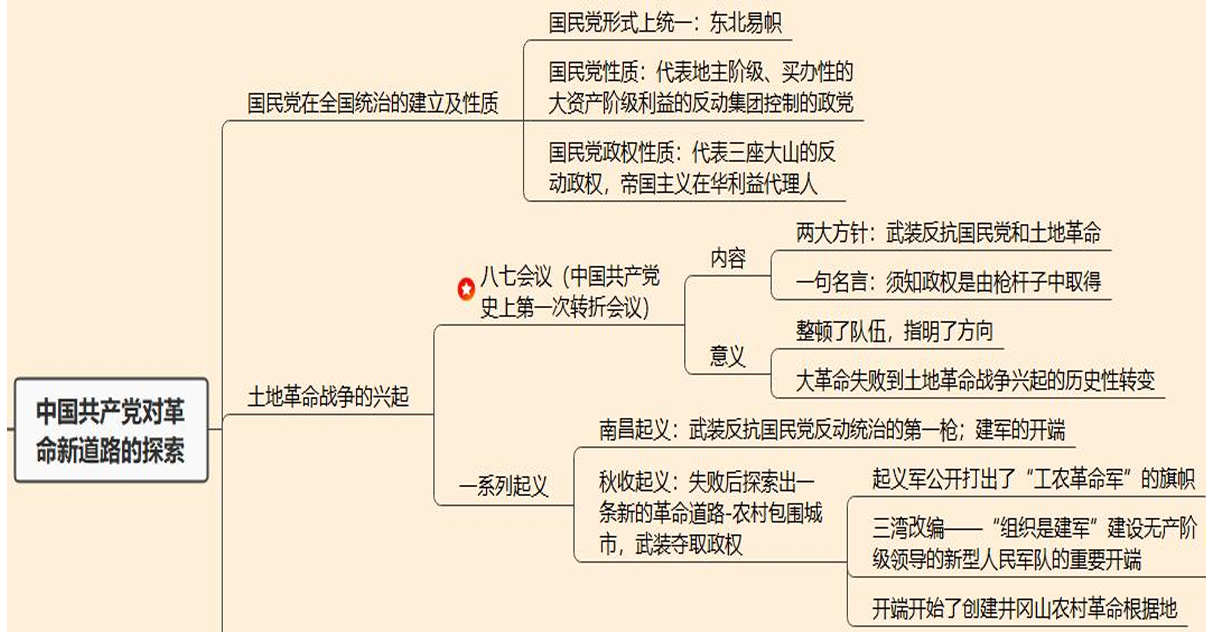 国民党形式上统一：东北易帜
国民党性质：代表地主阶级、买办性的
大资产阶级利益的反动集团控制的政党
国民党在全国统治的建立及性质
国民党政权性质：代表三座大山的反
动政权，帝国主义在华利益代理人
两大方针：武装反抗国民党和土地革命
内容
八七会议（中国共产党
史上第一次转折会议）
一句名言：须知政权是由枪杆子中取得
整顿了队伍，指明了方向
意义
大革命失败到土地革命战争兴起的历史性转变
土地革命战争的兴起
中国共产党对革
命新道路的探索
南昌起义：武装反抗国民党反动统治的第一枪；建军的开端
一系列起义
秋收起义：失败后探索出一
条新的革命道路-农村包围城
市，武装夺取政权
起义军公开打出了“工农革命军”的旗帜
三湾改编——“组织是建军”建设无产阶
级领导的新型人民军队的重要开端
开端开始了创建井冈山农村革命根据地